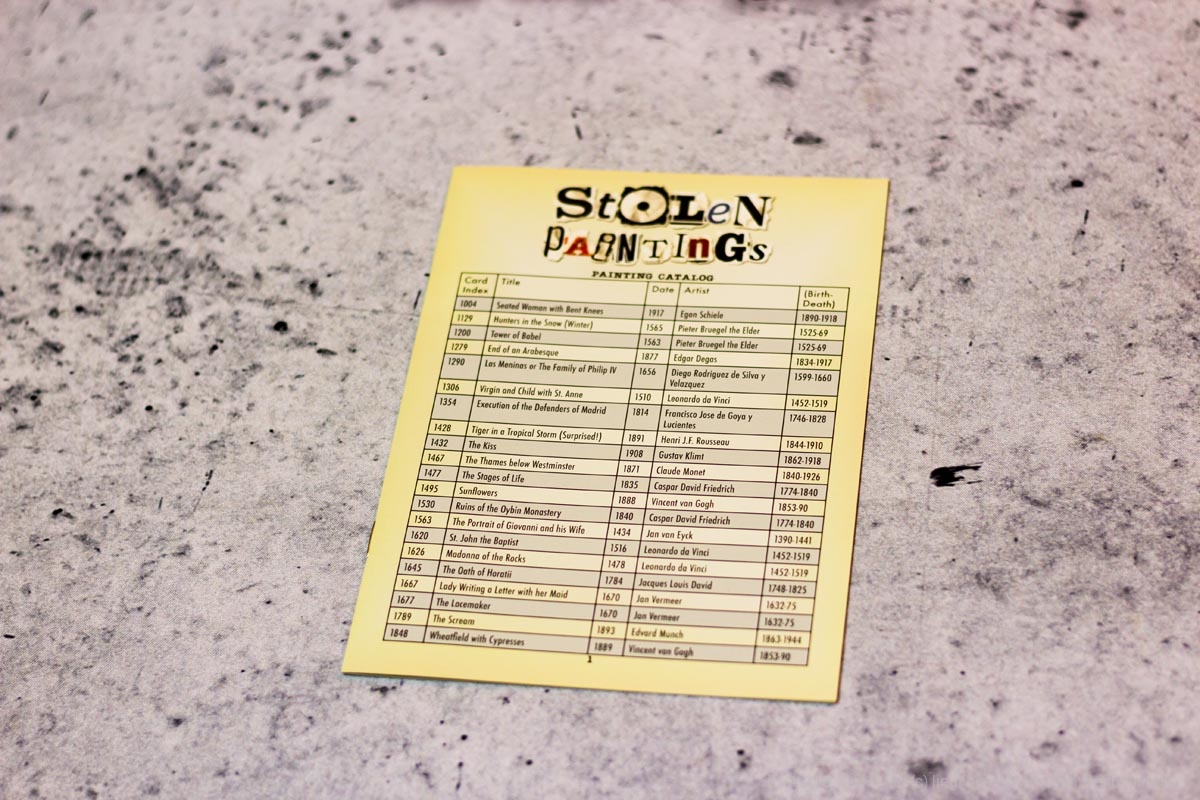 StOLeN
PAINTINGS
PAINTING CATALOG
Card Index Title Date Artist (Birth-Death)
1004 Seated Woman with Bent Knees 1917 Egon Schiele 1890-1918
1129 Hunters in the Snow (Winter) 1565 Pieter Bruegel the Elder 1525-69
1200 Tower of Babel 1563 Pieter Bruegel the Elder 1525-69
1279 End of an Arabesque 1877 Edgar Degas 1834-1917
1290 Las Meninas or The Family of Philip IV 1656 Diego Rodriguez de Silva y Velazquez 1599-1660
1306 Virgin and Child with St. Anne 1510 Leonardo da Vinci 1452-1519
1354 Execution of the Defenders of Madrid 1814 Francisco Jose de Goya y Lucientes 1746-1828
1428 Tiger in a Tropical Storm (Surprised!) 1891 Henri J.F. Rousseau 1844-1910
1432 The Kiss 1908 Gustav Klimt 1862-1918
1467 The Thames below Westminster 1871 Claude Monet 1840-1926
1477 The Stages of Life 1835 Caspar David Friedrich 1774-1840
1495 Sunflowers 1888 Vincent van Gogh 1853-90
1530 Ruins of the Oybin Monastery 1840 Caspar David Friedrich 1774-1840
1563 The Portrait of Giovanni and his Wife 1434 Jan van Eyck 1390-1441
1620 St. John the Baptist 1516 Leonardo da Vinci 1452-1519
1626 Madonna of the Rocks 1478 Leonardo da Vinci 1452-1519
1645 The Oath of Horatii 1784 Jacques Louis David 1748-1825
1667 Lady Writing a Letter with her Maid 1670 Jan Vermeer 1632-75
1677 The Lacemaker 1670 Jan Vermeer 1632-75
1789 The Scream 1893 Edvard Munch 1863-1944
1848 Wheatfield with Cypresses 1889 Vincent van Gogh 1853-90
1